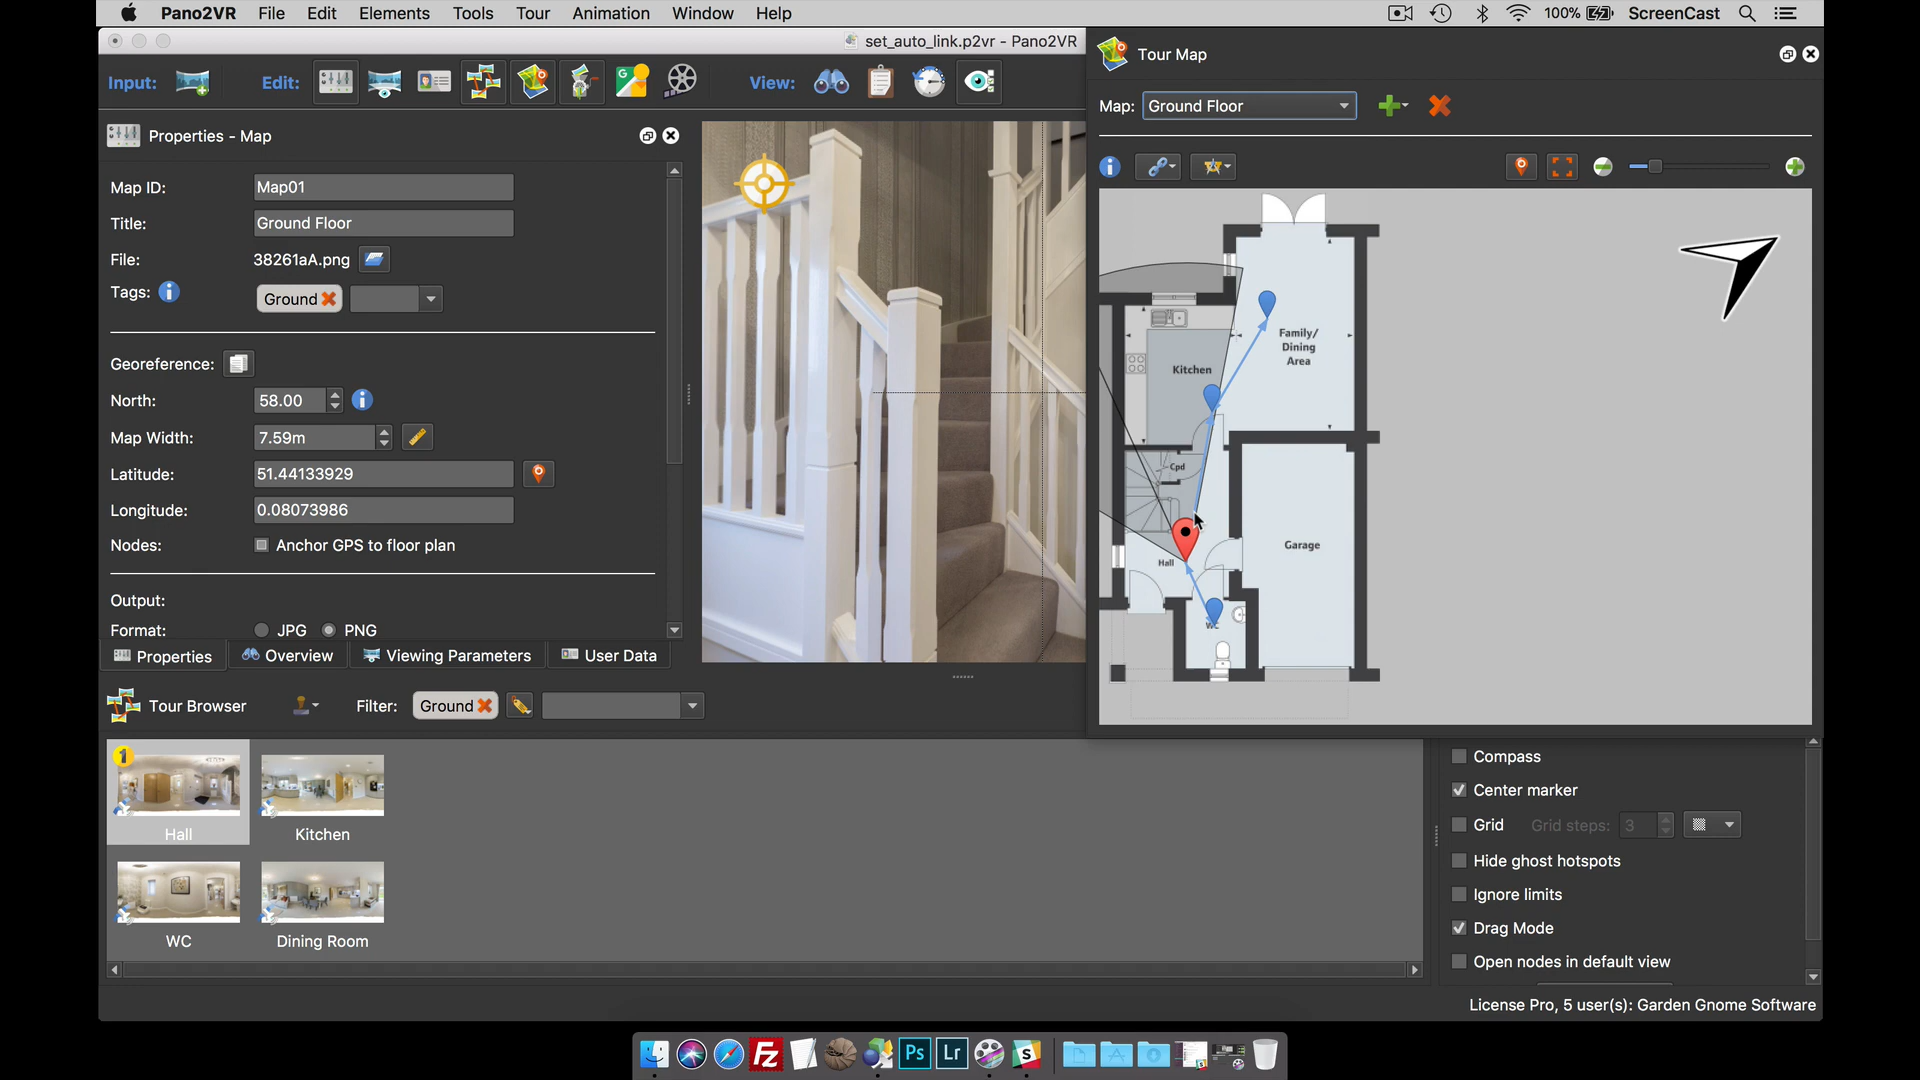 Pano2VR File Edit Elements Tools Tour Animation Window Help 100% ScreenCast
set_auto_link.p2vr - Pano2VR
Input: Edit: View:
Properties - Map
Map ID: Map01
Title: Ground Floor
File: 38261aA.png
Tags: Ground
Georeference:
North: 58.00
Map Width: 7.59m
Latitude: 51.44133929
Longitude: 0.08073986
Nodes: Anchor GPS to floor plan
Output:
Format: JPG PNG
Properties Overview Viewing Parameters User Data
Tour Map
Map: Ground Floor
Family/
Dining
Area
Kitchen
Cpd
Garage
Hall
WC
Tour Browser Filter: Ground
1
Hall Kitchen
WC Dining Room
Compass
Center marker
Grid Grid steps: 3
Hide ghost hotspots
Ignore limits
Drag Mode
Open nodes in default view
License Pro, 5 user(s): Garden Gnome Software
Fz Ps Lr S